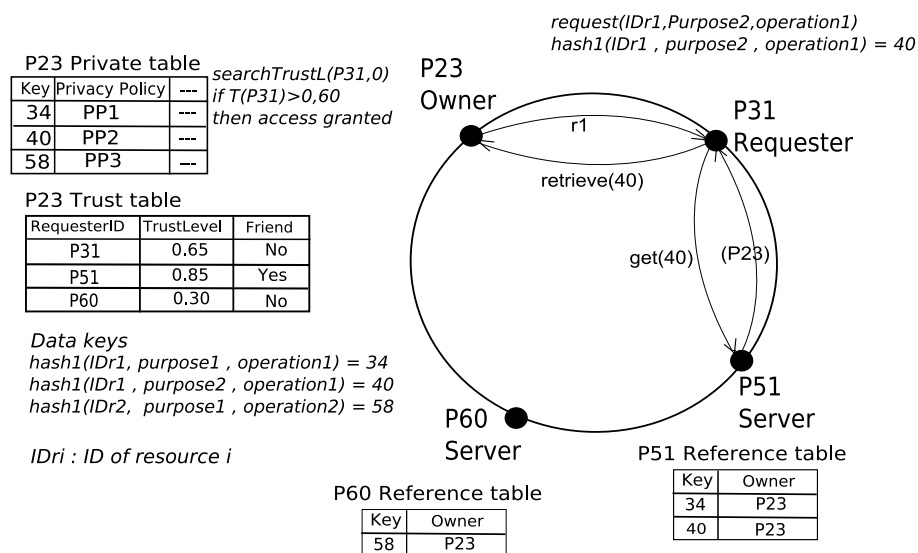 request(IDr1,Purpose2,operation1)
hash1(IDr1 , purpose2 , operation1) = 40
P23 Private table
Key Privacy Policy ---
34 PP1 ---
40 PP2 ---
58 PP3 ---
searchTrustL(P31,0)
if T(P31)>0,60
then access granted
P23
Owner
P31
Requester
r1
retrieve(40)
get(40)
(P23)
P23 Trust table
RequesterID TrustLevel Friend
P31 0.65 No
P51 0.85 Yes
P60 0.30 No
Data keys
hash1(IDr1, purpose1 , operation1) = 34
hash1(IDr1 , purpose2 , operation1) = 40
hash1(IDr2, purpose1 , operation2) = 58
IDri : ID of resource i
P60
Server
P51
Server
P60 Reference table
Key Owner
58 P23
P51 Reference table
Key Owner
34 P23
40 P23